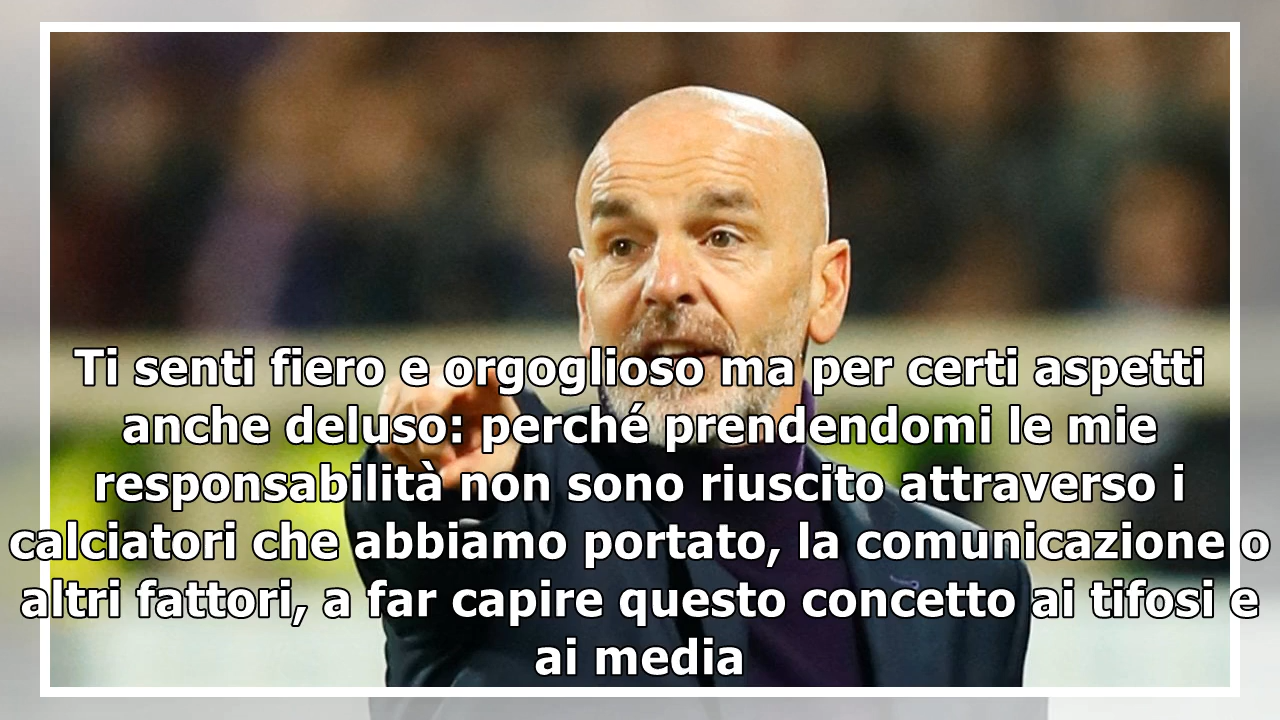 Ti senti fiero e orgoglioso ma per certi aspetti
anche deluso: perché prendendomi le mie
responsabilità non sono riuscito attraverso i
calciatori che abbiamo portato, la comunicazione o
altri fattori, a far capire questo concetto ai tifosi e
ai media